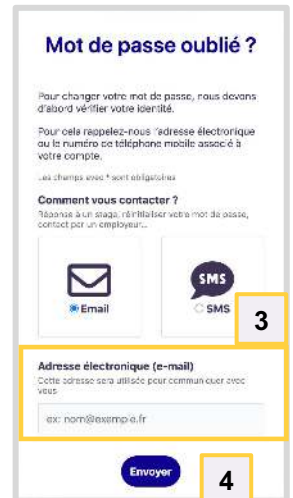 Mot de passe oublié ?
Pour changer votre mot de passe, nous devons
d'abord vérifier votre identité.
Pour cela rappelez-nous l'adresse électronique
ou le numéro de téléphone mobile associé à
votre compte.
Les champs avec * sont obligatoires
Comment vous contacter ?
Réponse à un stage, réinitialiser votre mot de passe,
contact par un employeur...
SMS
Email
SMS
3
Adresse électronique (e-mail)
Cette adresse sera utilisée pour communiquer avec
vous
ex: nom@exemple.fr
Envoyer
4